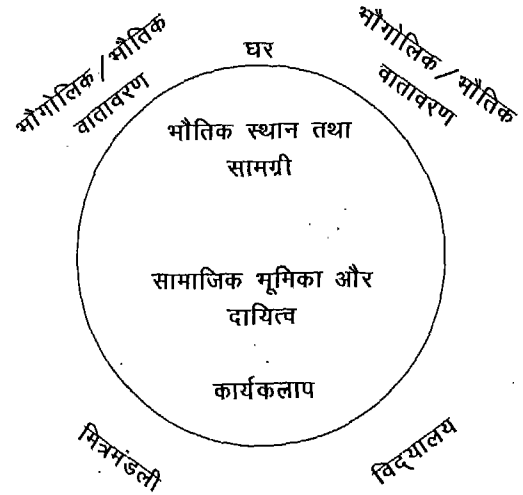 भौगोलिक/भौतिक
वातावरण
घर
भौगोलिक/भौतिक
वातावरण
भौतिक स्थान तथा
सामग्री
सामाजिक भूमिका और
दायित्व
कार्यकलाप
मित्रमंडली
विद्यालय